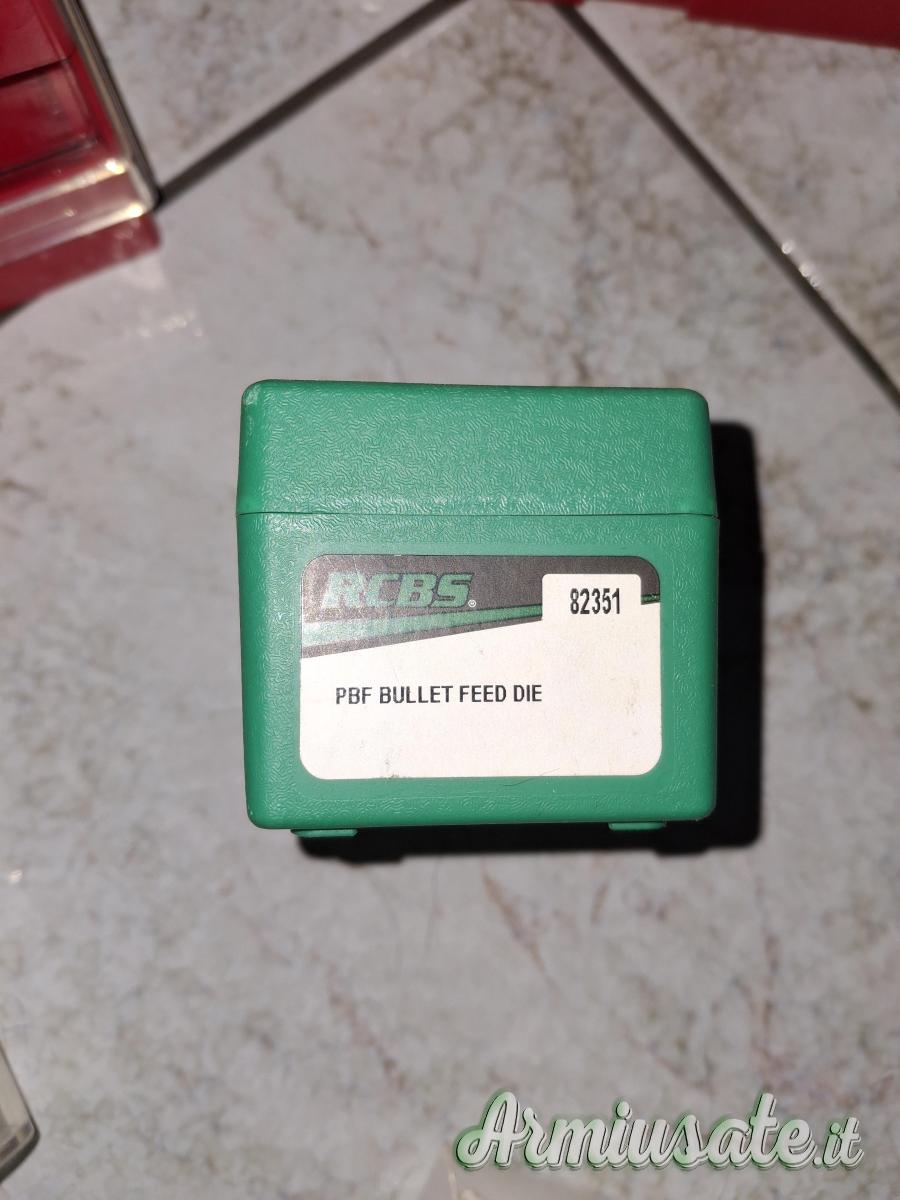 RCBS®
82351
PBF BULLET FEED DIE
Armiusate.it